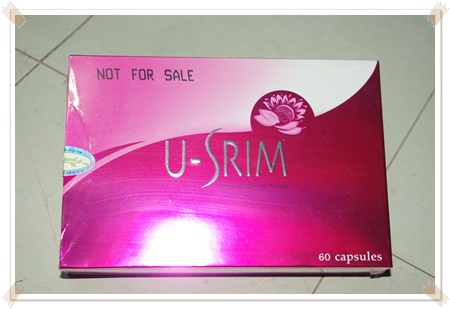 NOT FOR SALE
U-SRIM
60 capsules